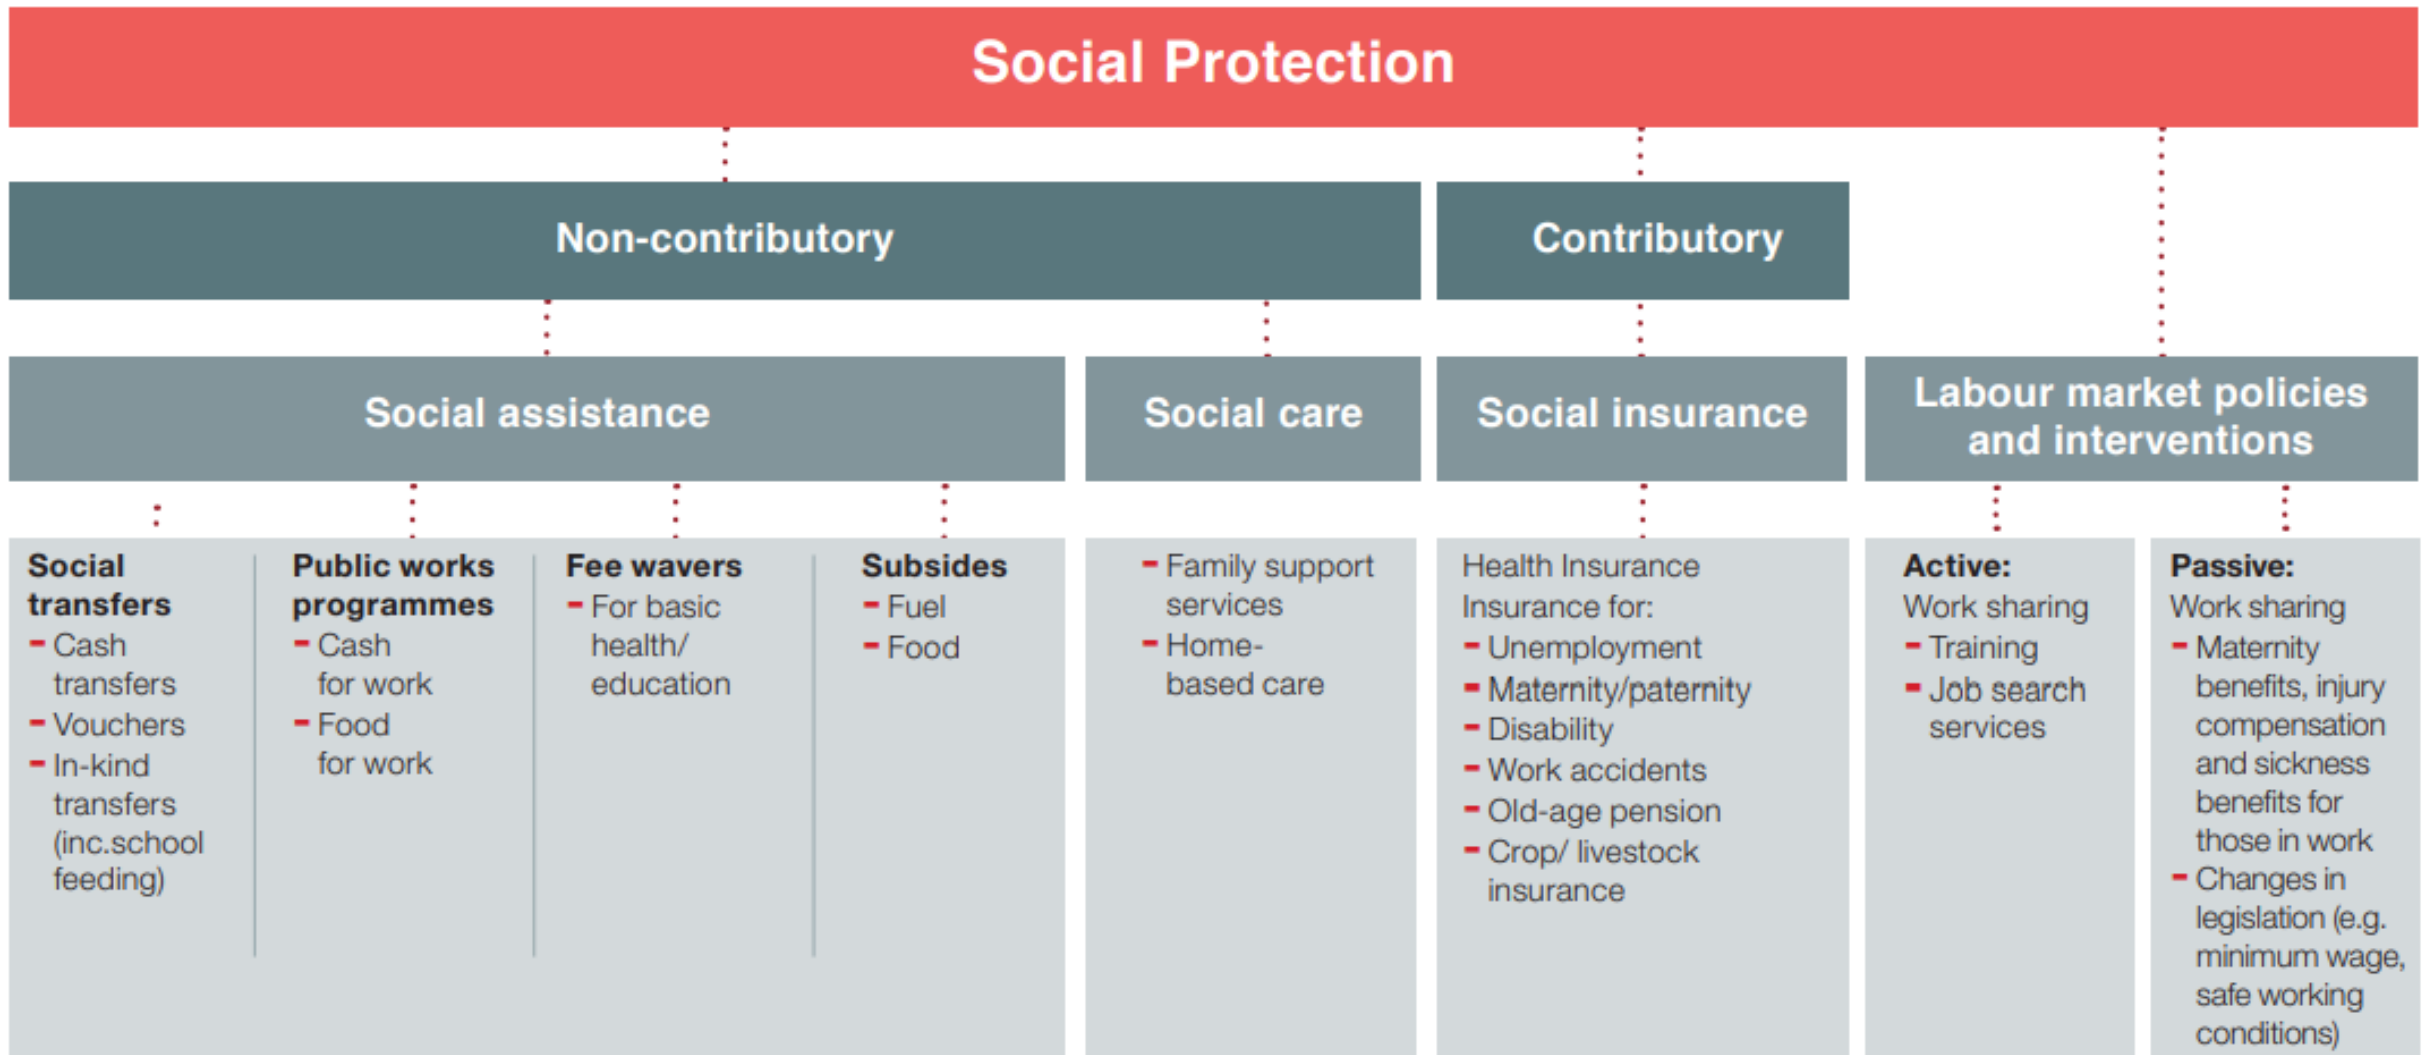 Social Protection
Non-contributory
Contributory
Social assistance
Social care
Social insurance
Labour market policies
and interventions
Social
transfers
- Cash
transfers
- Vouchers
- In-kind
transfers
(inc.school
feeding)
Public works
programmes
- Cash
for work
- Food
for work
Fee wavers
- For basic
health/
education
Subsides
- Fuel
- Food
- Family support
services
- Home-
based care
Health Insurance
Insurance for:
- Unemployment
- Maternity/paternity
- Disability
- Work accidents
- Old-age pension
- Crop/ livestock
insurance
Active:
Work sharing
- Training
- Job search
services
Passive:
Work sharing
- Maternity
benefits, injury
compensation
and sickness
benefits for
those in work
- Changes in
legislation (e.g.
minimum wage,
safe working
conditions)